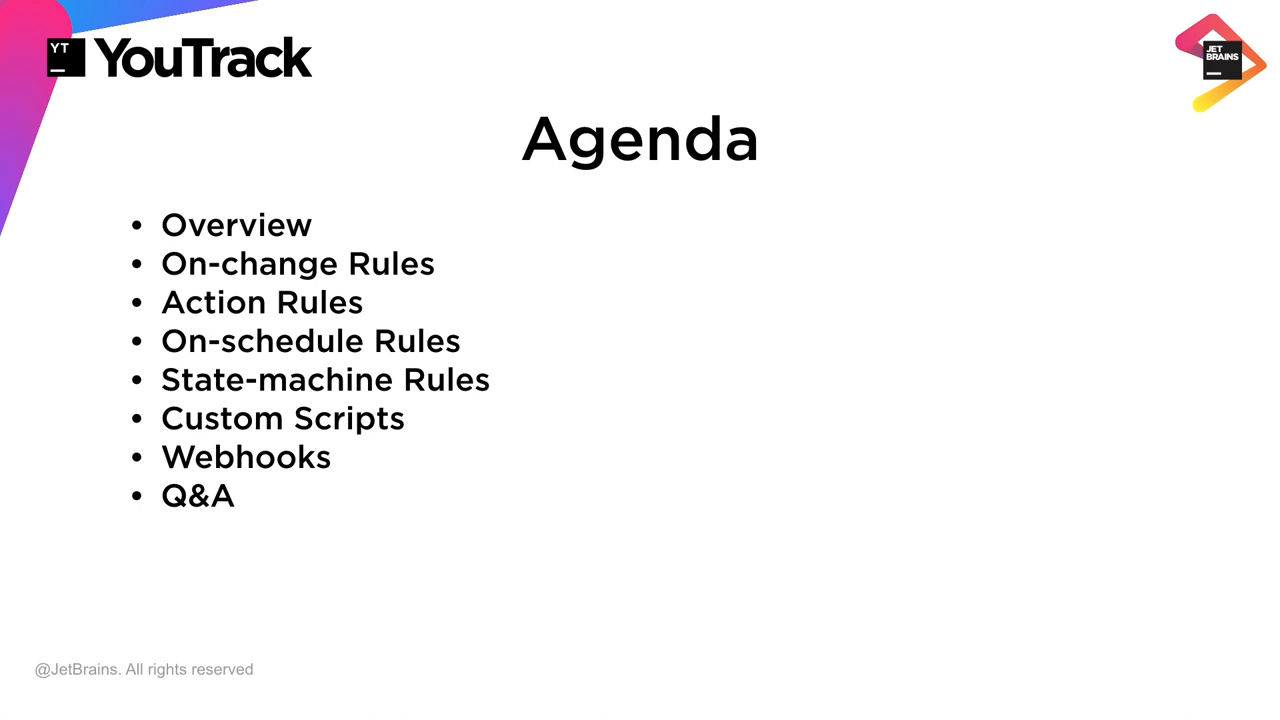 YT
YouTrack
JET
BRAINS
Agenda
• Overview
• On-change Rules
• Action Rules
• On-schedule Rules
• State-machine Rules
• Custom Scripts
• Webhooks
• Q&A
@JetBrains. All rights reserved